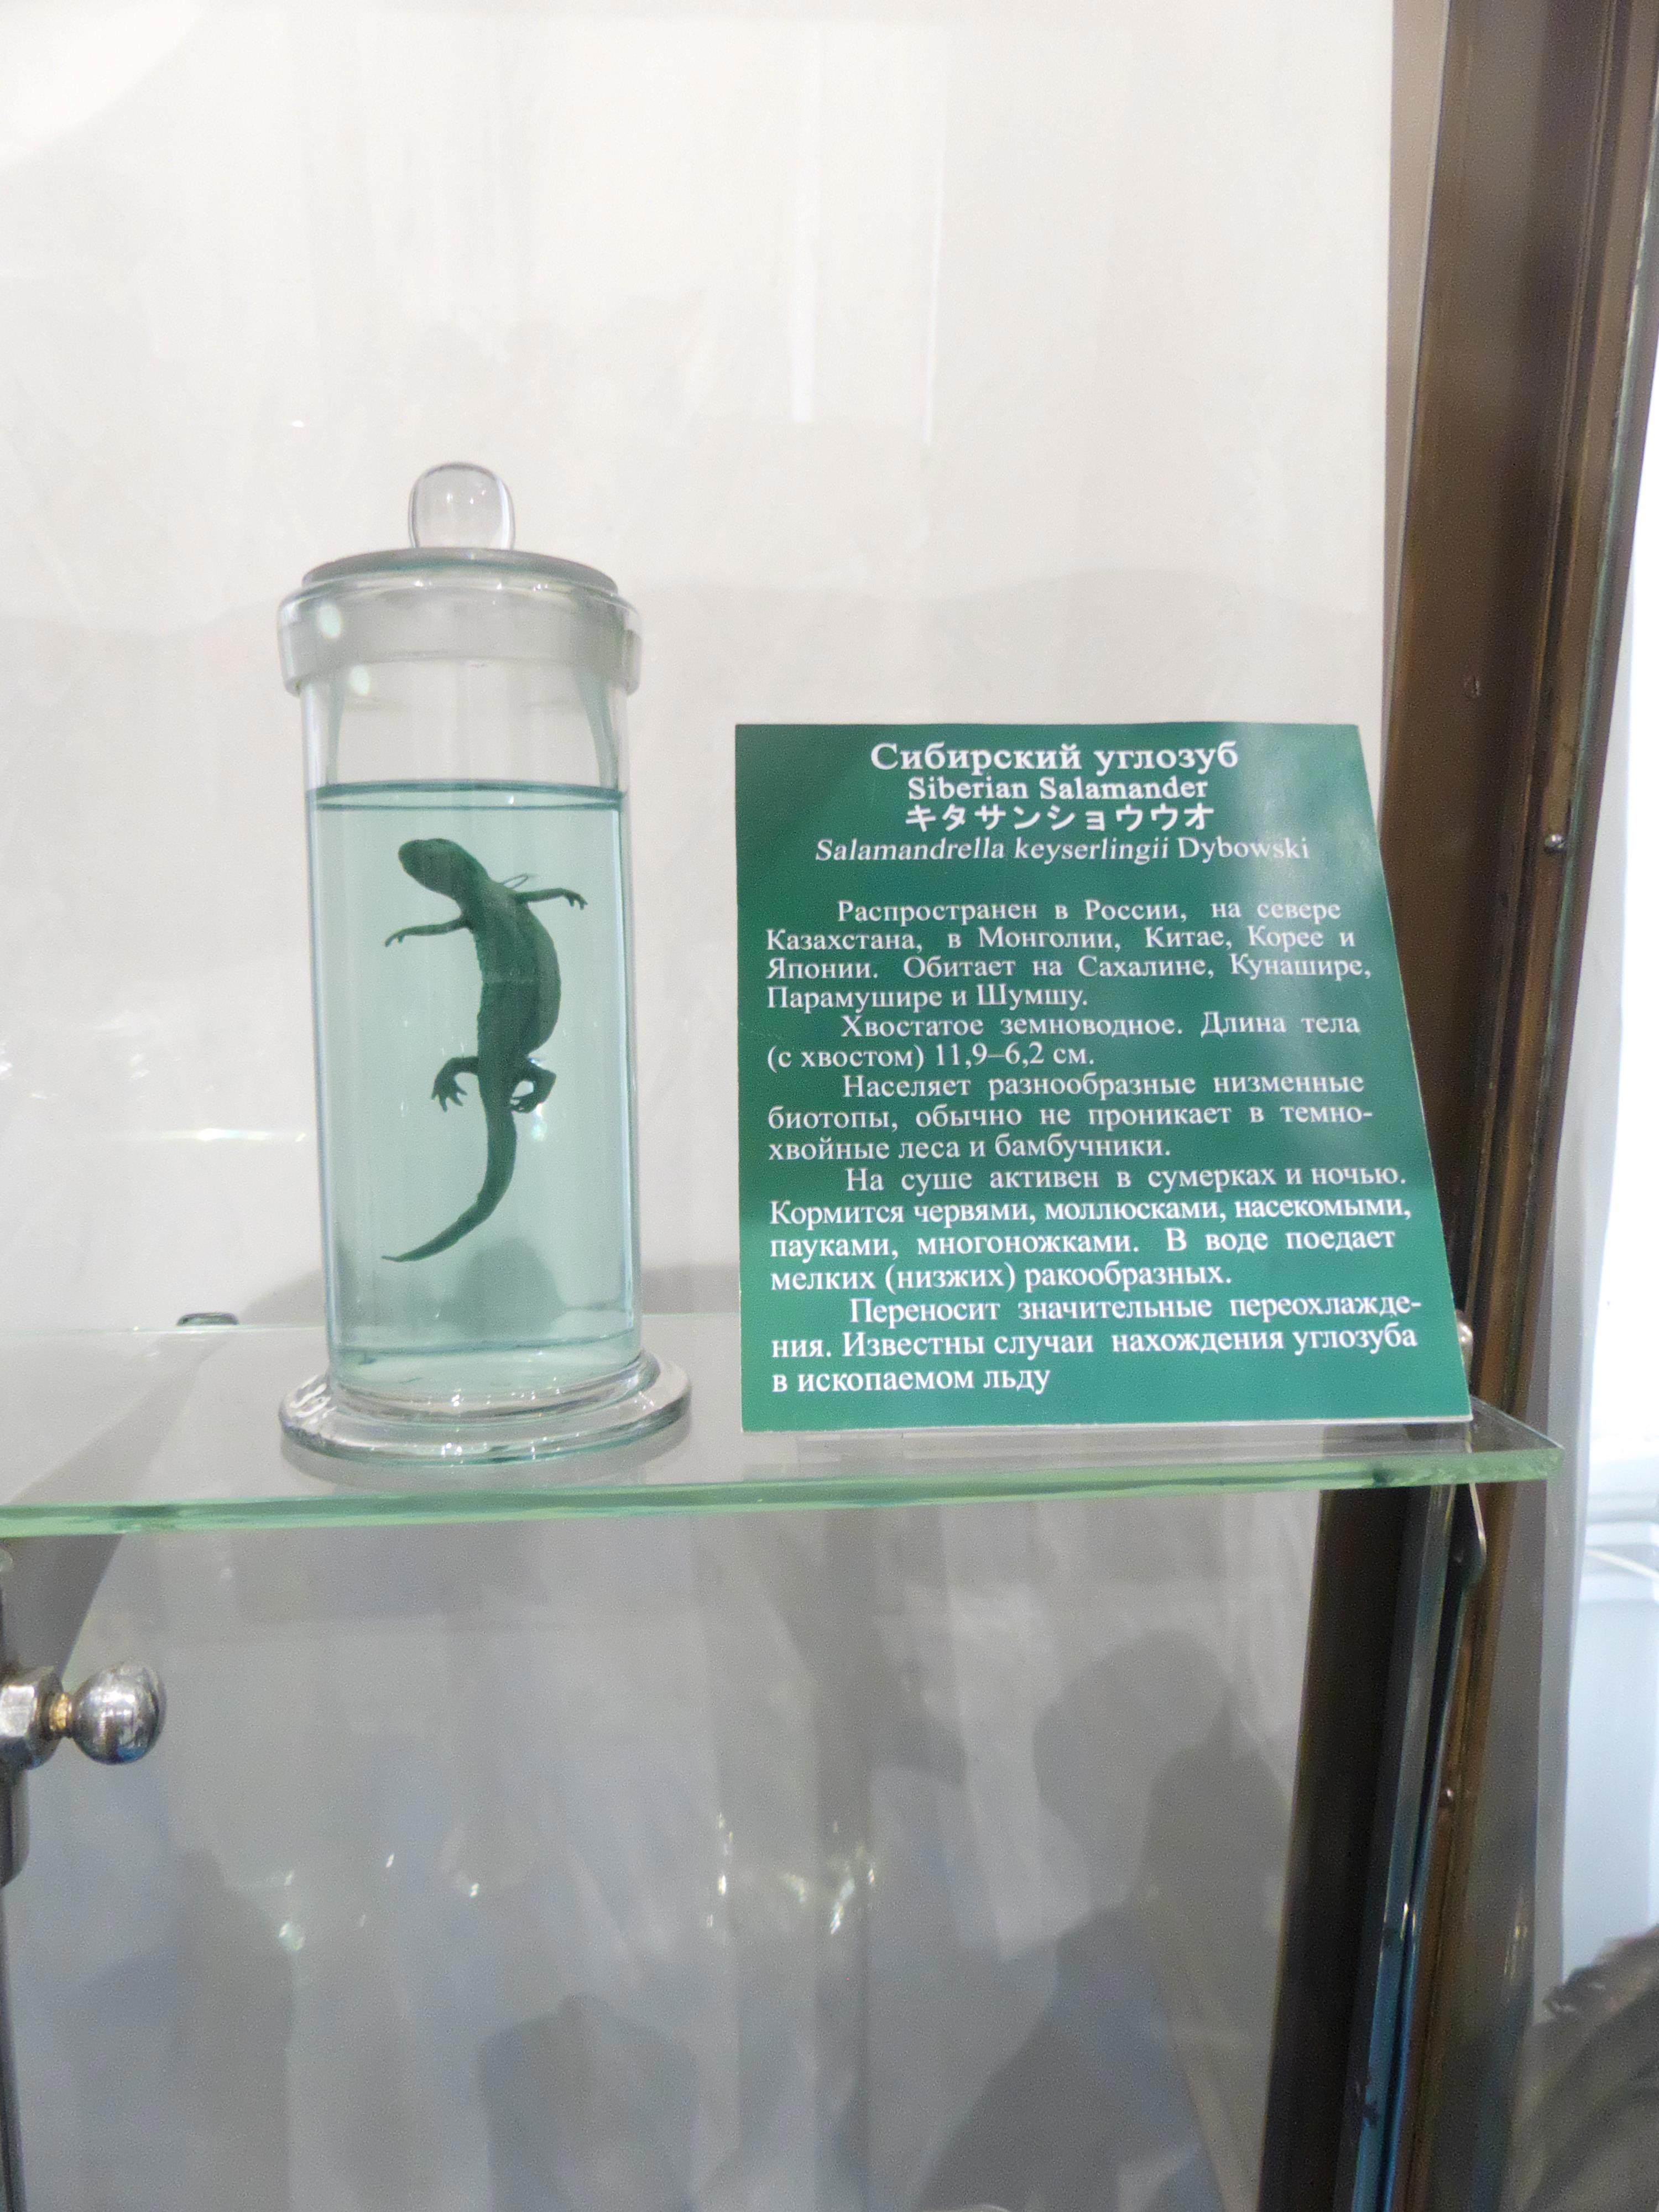 Сибирский углозуб
Siberian Salamander
キタサンショウウオ
Salamandrella keyserlingii Dybowski
Распространен в России, на севере
Казахстана, в Монголии, Китае, Корее и
Японии. Обитает на Сахалине, Кунашире,
Парамушире и Шумшу.
Хвостатое земноводное. Длина тела
(с хвостом) 11,9–6,2 см.
Населяет разнообразные низменные
биотопы, обычно не проникает в темно-
хвойные леса и бамбучники.
На суше активен в сумерках и ночью.
Кормится червями, моллюсками, насекомыми,
пауками, многоножками. В воде поедает
мелких (низжих) ракообразных.
Переносит значительные переохлажде-
ния. Известны случаи нахождения углозуба
в ископаемом льду